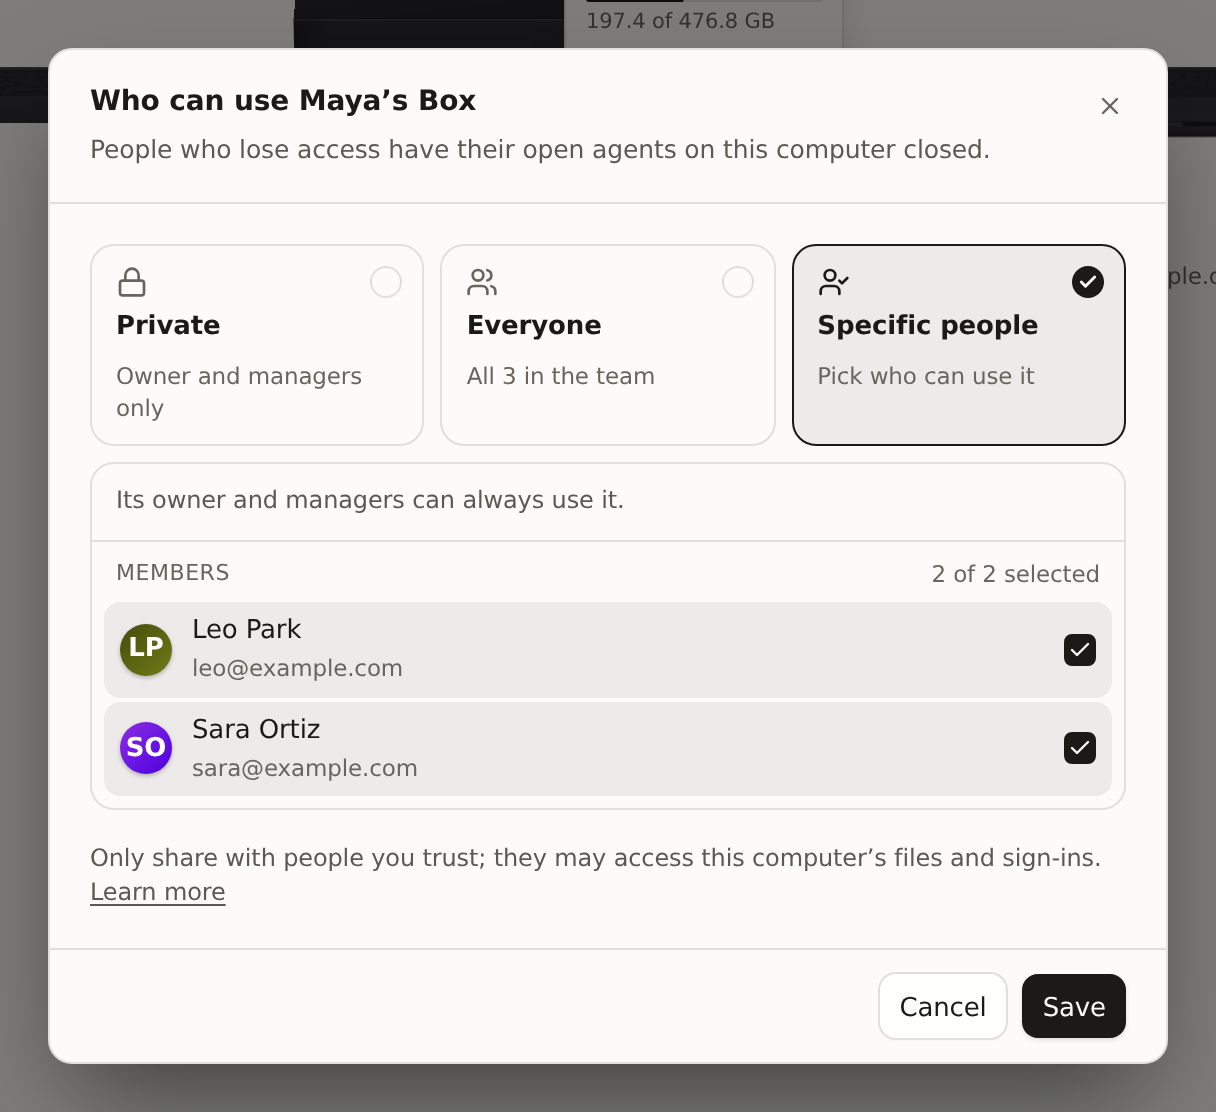 197.4 of 476.8 GB
Who can use Maya’s Box
People who lose access have their open agents on this computer closed.
Private
Owner and managers
only
Everyone
All 3 in the team
Specific people
Pick who can use it
Its owner and managers can always use it.
MEMBERS
2 of 2 selected
LP
Leo Park
leo@example.com
SO
Sara Ortiz
sara@example.com
Only share with people you trust; they may access this computer’s files and sign-ins.
Learn more
Cancel
Save